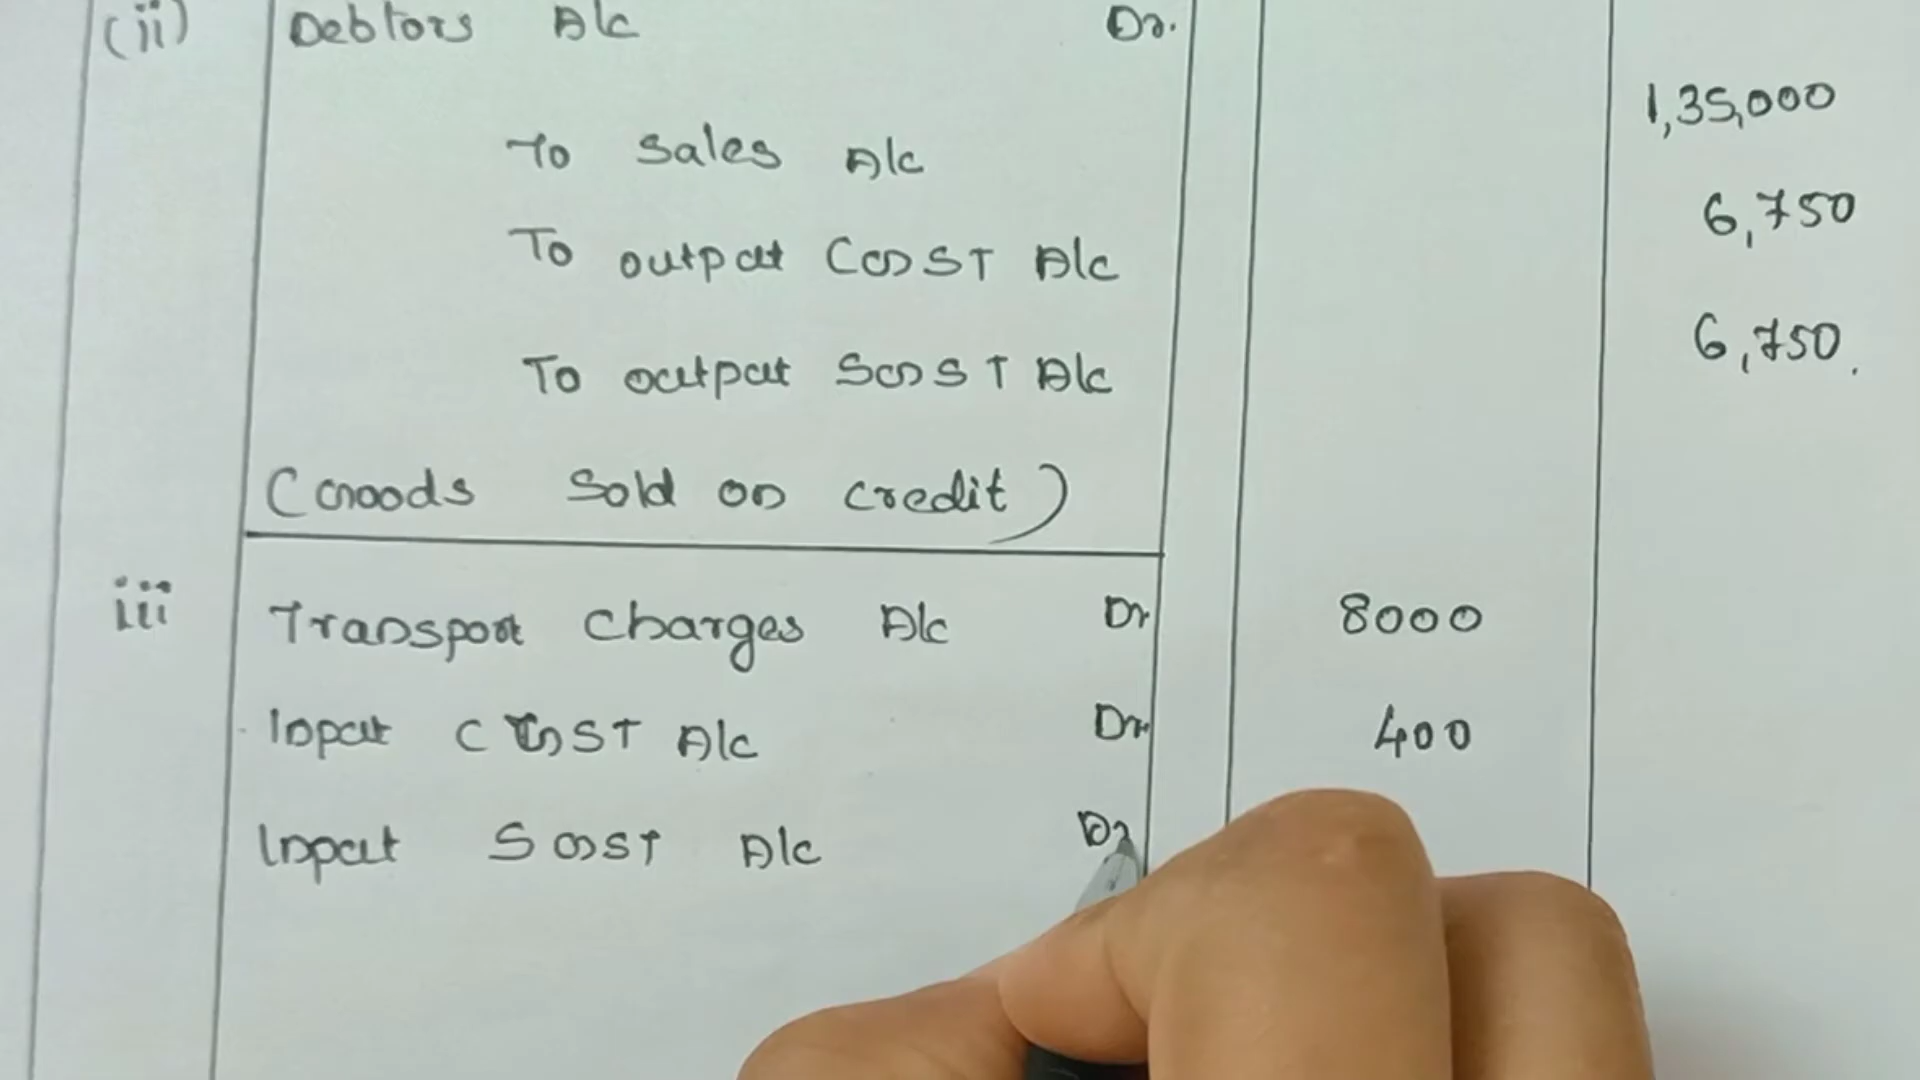 (ii) Debtors A/c Dr.
1,35,000
To Sales A/c
6,750
To output CGST A/c
6,750.
To output SGST A/c
(Goods Sold on credit)
iii Transport charges A/c Dr 8000
Input CGST A/c Dr 400
Input SGST A/c Dr